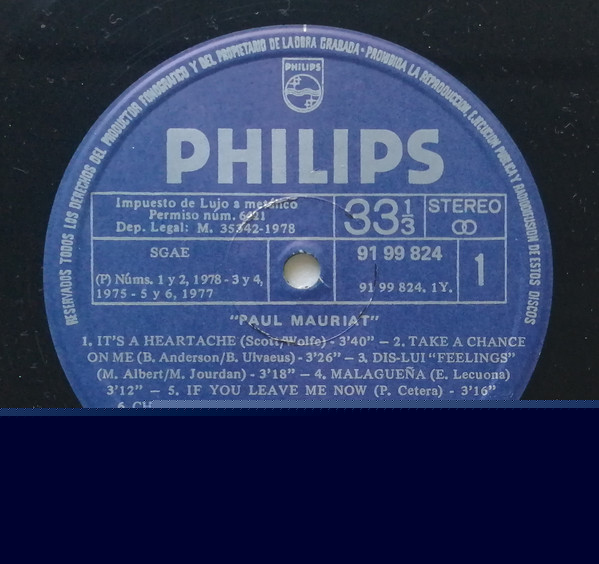 RESERVADOS TODOS LOS DERECHOS DEL PRODUCTOR FONOGRAFICO Y DEL PROPIETARIO DE LA OBRA GRABADA - PROHIBIDA LA REPRODUCCION, EJECUCION PUBLICA Y RADIODIFUSION DE ESTOS DISCOS
PHILIPS
PHILIPS
Impuesto de Lujo a metálico
Permiso núm. 6421
Dep. Legal: M. 35342-1978
33 1/3
STEREO
SGAE
(P) Núms. 1 y 2, 1978 - 3 y 4,
1975 - 5 y 6, 1977
91 99 824
91 99 824. 1Y.
1
"PAUL MAURIAT"
1. IT'S A HEARTACHE (Scott/Wolfe) - 3'40" — 2. TAKE A CHANCE
ON ME (B. Anderson/B. Ulvaeus) - 3'26" — 3. DIS-LUI "FEELINGS"
(M. Albert/M. Jourdan) - 3'18" — 4. MALAGUEÑA (E. Lecuona)
3'12" — 5. IF YOU LEAVE ME NOW (P. Cetera) - 3'16"